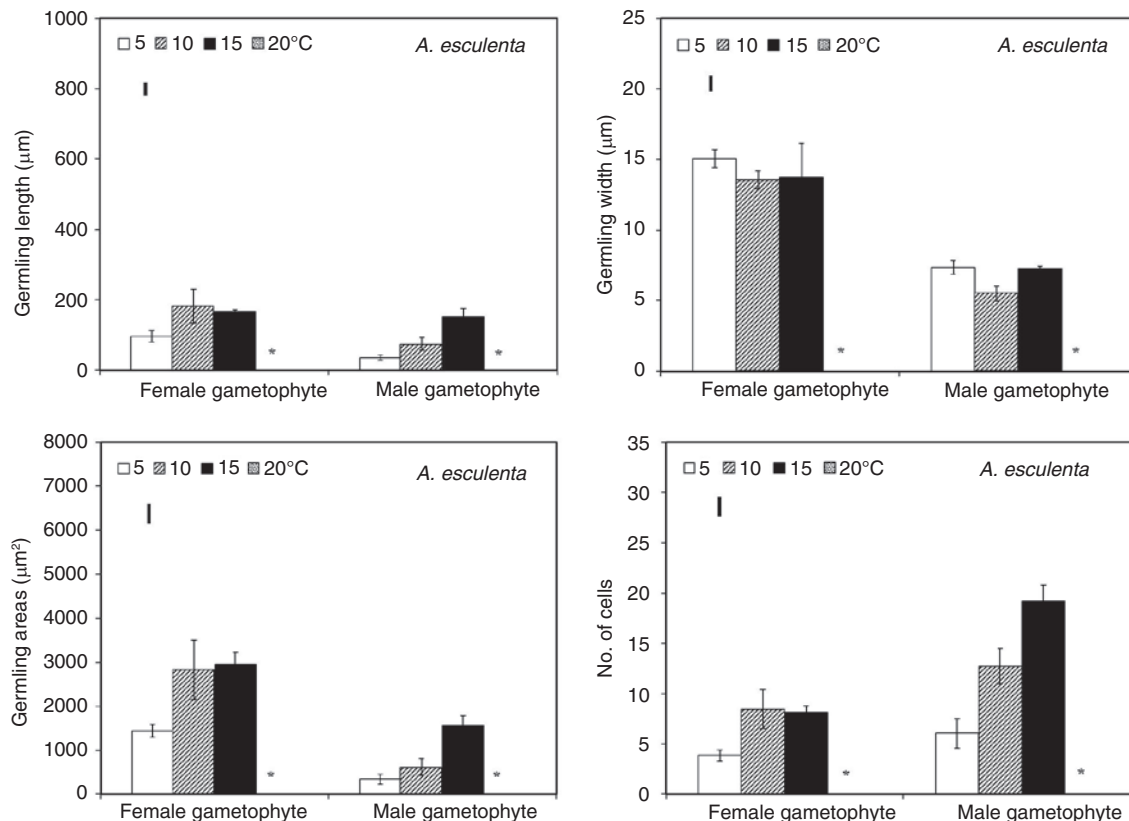 1000
800
600
400
200
0
Germling length (μm)
5 10 15 20°C
A. esculenta
*
*
Female gametophyte Male gametophyte
25
20
15
10
5
0
Germling width (μm)
5 10 15 20°C
A. esculenta
*
*
Female gametophyte Male gametophyte
8000
7000
6000
5000
4000
3000
2000
1000
0
Germling areas (μm²)
5 10 15 20°C
A. esculenta
*
*
Female gametophyte Male gametophyte
35
30
25
20
15
10
5
0
No. of cells
5 10 15 20°C
A. esculenta
*
*
Female gametophyte Male gametophyte